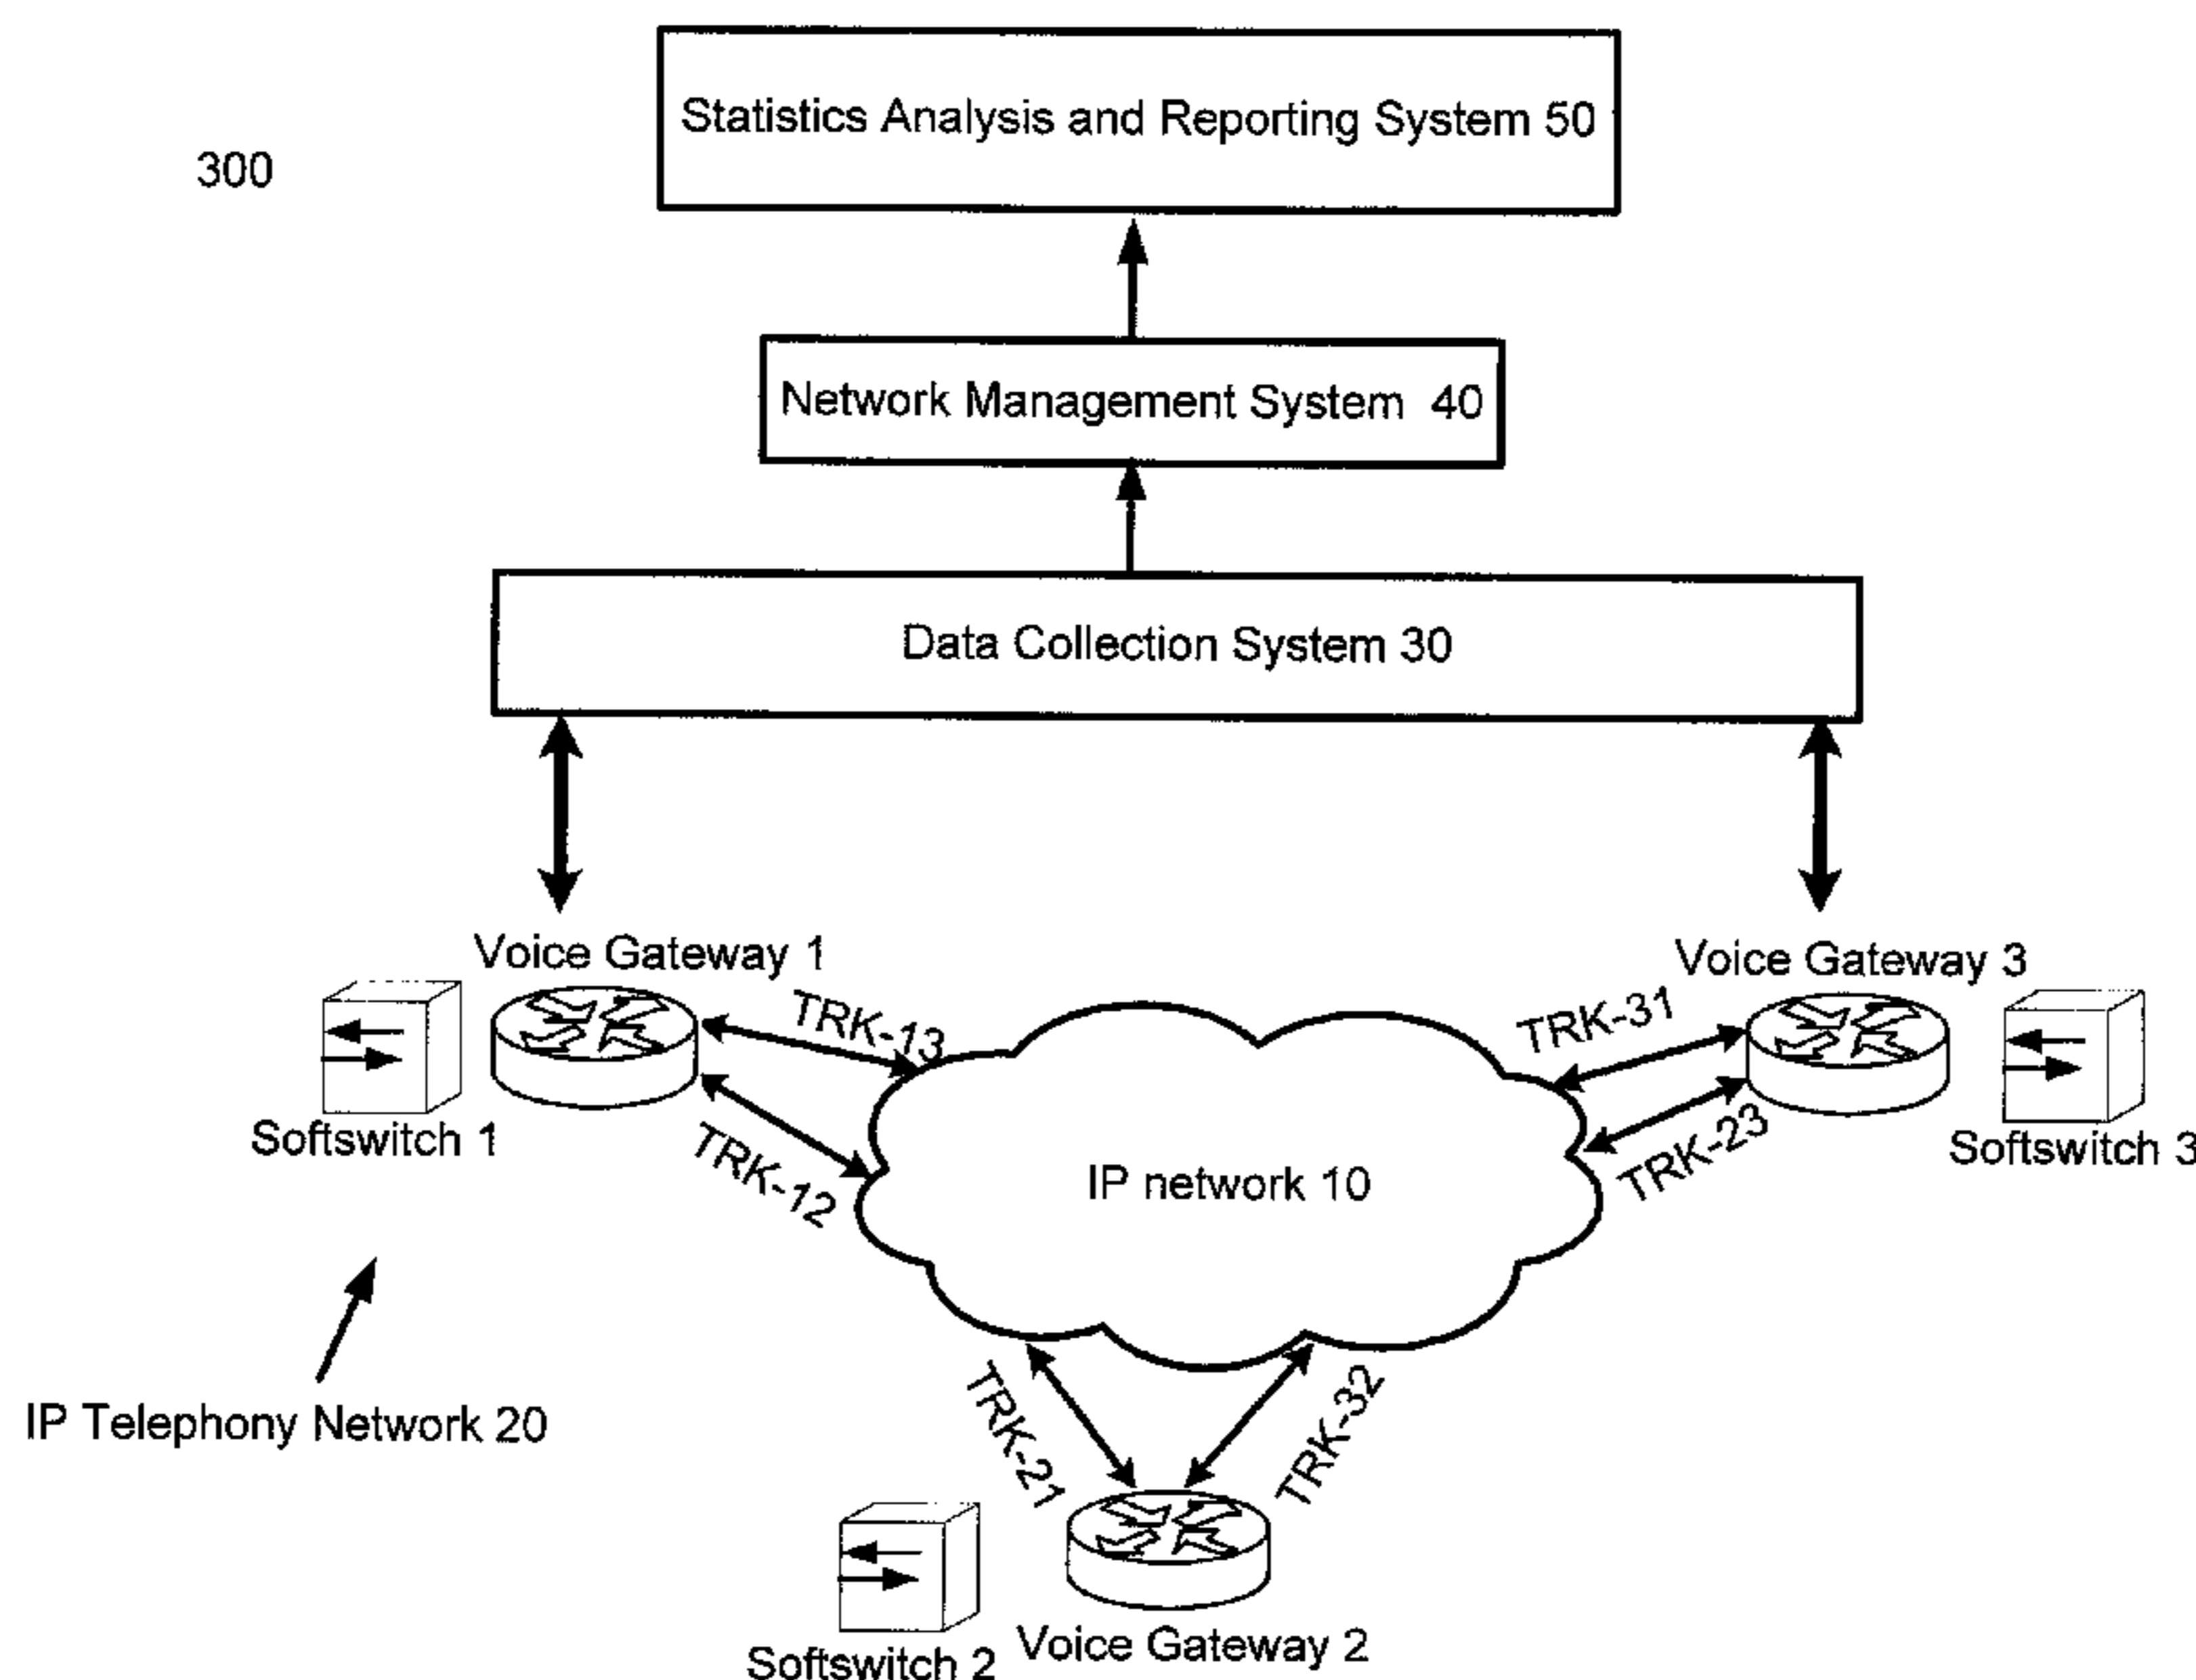 Statistics Analysis and Reporting System 50
300
Network Management System 40
Data Collection System 30
Voice Gateway 1
Voice Gateway 3
TRK-13
TRK-31
Softswitch 1
TRK-12
IP network 10
TRK-23
Softswitch 3
IP Telephony Network 20
TRK-21
TRK-32
Softswitch 2
Voice Gateway 2